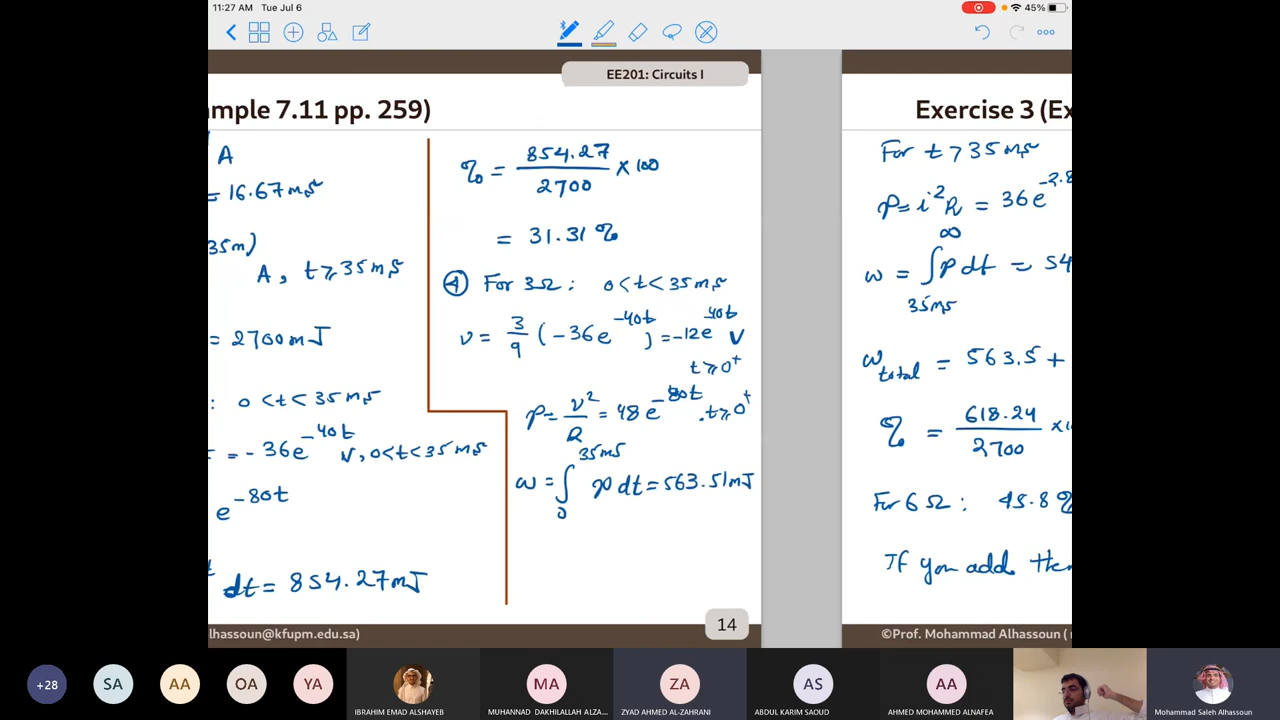 11:27 AM Tue Jul 6
45%
EE201: Circuits I
mple 7.11 pp. 259)
A
= 16.67 ms
35m)
A, t ≥ 35 ms
= 2700 mJ
: 0 < t < 35 ms
= -36e^{-40t} V, 0 < t < 35 ms
e^{-80t}
dt = 854.27 mJ
% = 854.27 / 2700 × 100
= 31.31 %
④ For 3Ω: 0 < t < 35 ms
v = 3/9 (-36e^{-40t}) = -12e^{-40t} V
t ≥ 0⁺
p = v²/R = 48 e^{-80t}, t ≥ 0⁺
w = ∫₀^{35ms} p dt = 563.51 mJ
14
lhassoun@kfupm.edu.sa)
Exercise 3 (Ex
For t > 35 ms
p = i²R = 36e^{-2.8
w = ∫_{35ms}^{∞} p dt = 54
w_total = 563.5 +
% = 618.24 / 2700 × 10
For 6 Ω: 45.8 %
If you add the
©Prof. Mohammad Alhassoun (
+28
SA
AA
OA
YA
IBRAHIM EMAD ALSHAYEB
MA
MUHANNAD DAKHILALLAH ALZA...
ZA
ZYAD AHMED AL-ZAHRANI
AS
ABDUL KARIM SAOUD
AA
AHMED MOHAMMED ALNAFEA
Mohammad Saleh Alhassoun